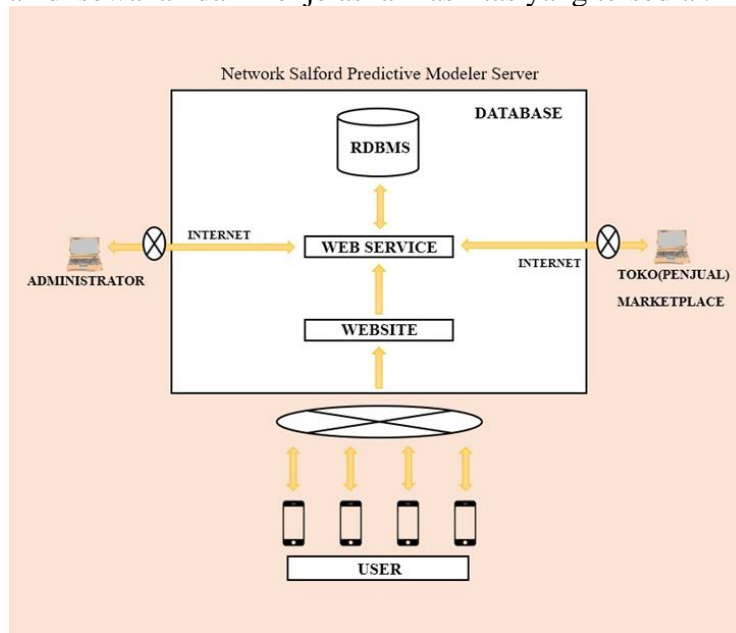 Network Salford Predictive Modeler Server
DATABASE
RDBMS
INTERNET
WEB SERVICE
INTERNET
ADMINISTRATOR
TOKO(PENJUAL)
MARKETPLACE
WEBSITE
USER